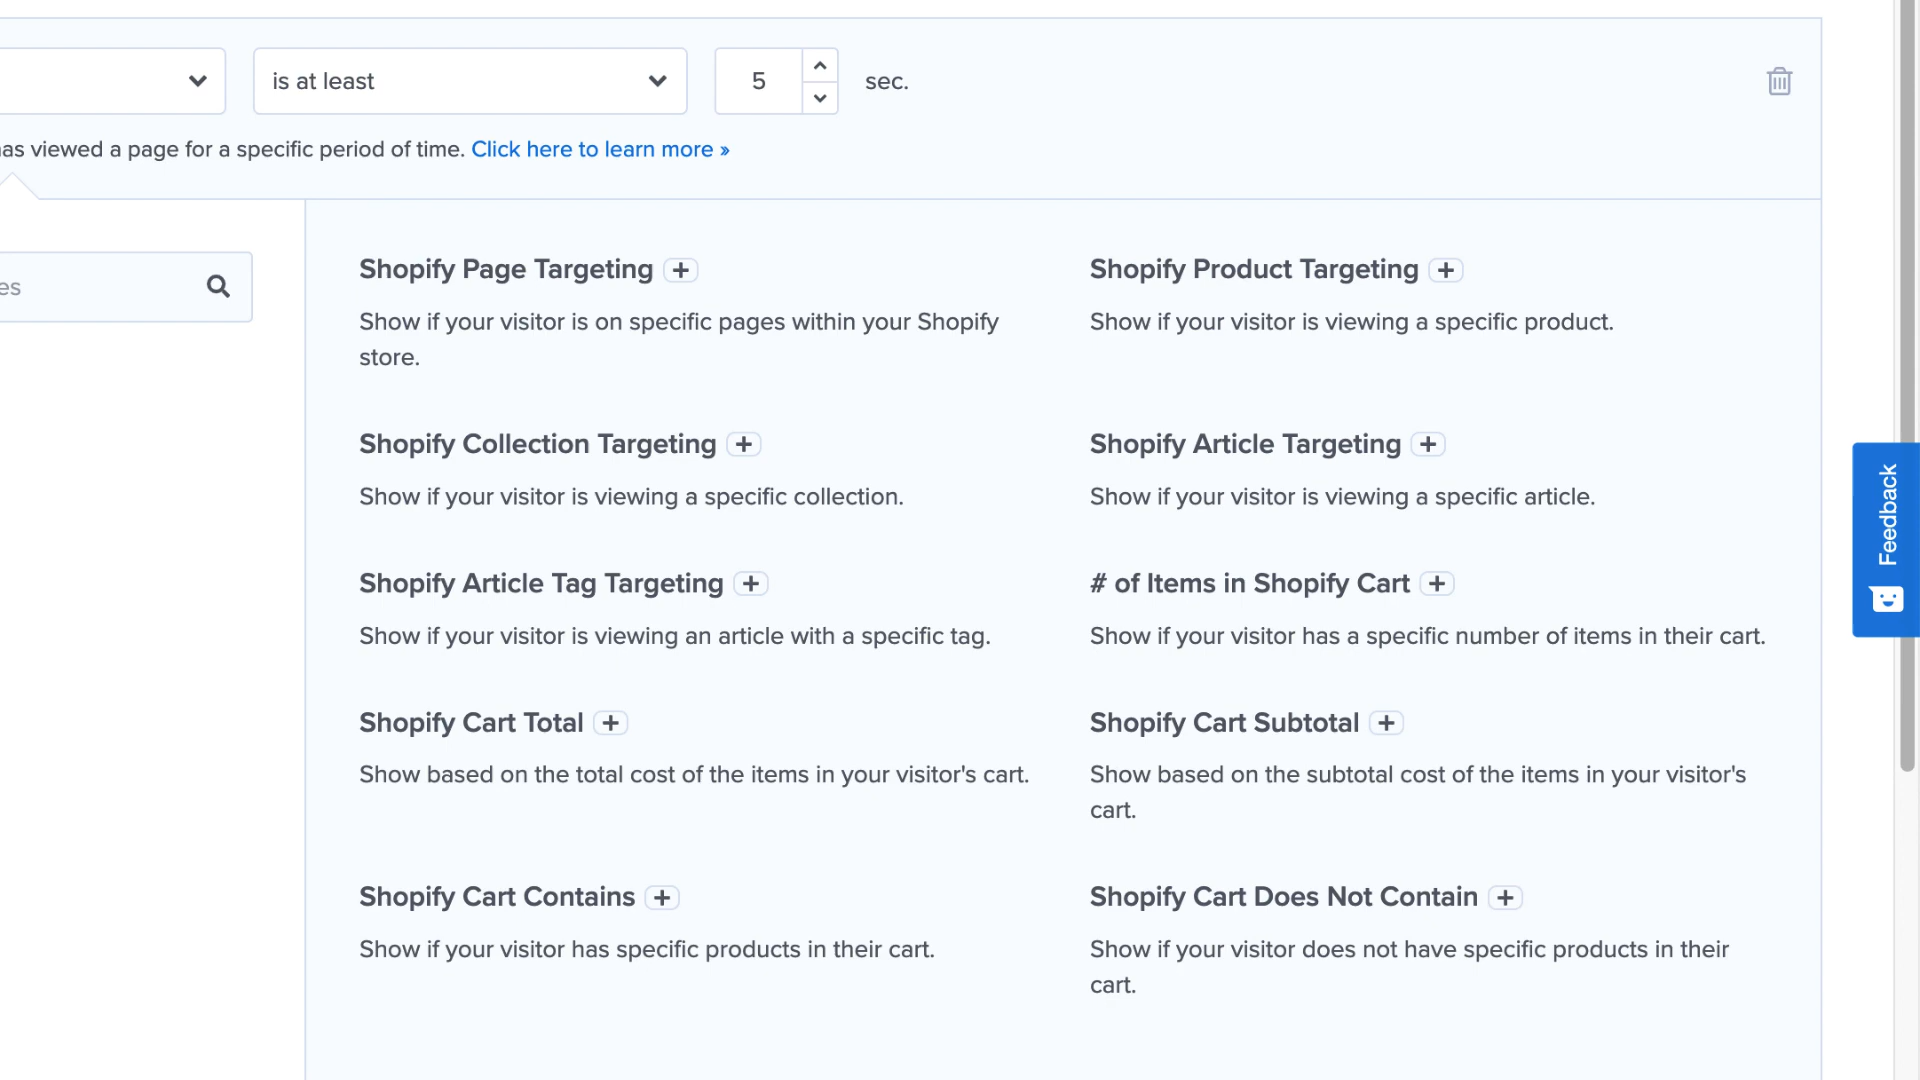 is at least
5
sec.
has viewed a page for a specific period of time. Click here to learn more »
Shopify Page Targeting +
Show if your visitor is on specific pages within your Shopify
store.
Shopify Product Targeting +
Show if your visitor is viewing a specific product.
Shopify Collection Targeting +
Show if your visitor is viewing a specific collection.
Shopify Article Targeting +
Show if your visitor is viewing a specific article.
Shopify Article Tag Targeting +
Show if your visitor is viewing an article with a specific tag.
# of Items in Shopify Cart +
Show if your visitor has a specific number of items in their cart.
Shopify Cart Total +
Show based on the total cost of the items in your visitor's cart.
Shopify Cart Subtotal +
Show based on the subtotal cost of the items in your visitor's
cart.
Shopify Cart Contains +
Show if your visitor has specific products in their cart.
Shopify Cart Does Not Contain +
Show if your visitor does not have specific products in their
cart.
Feedback